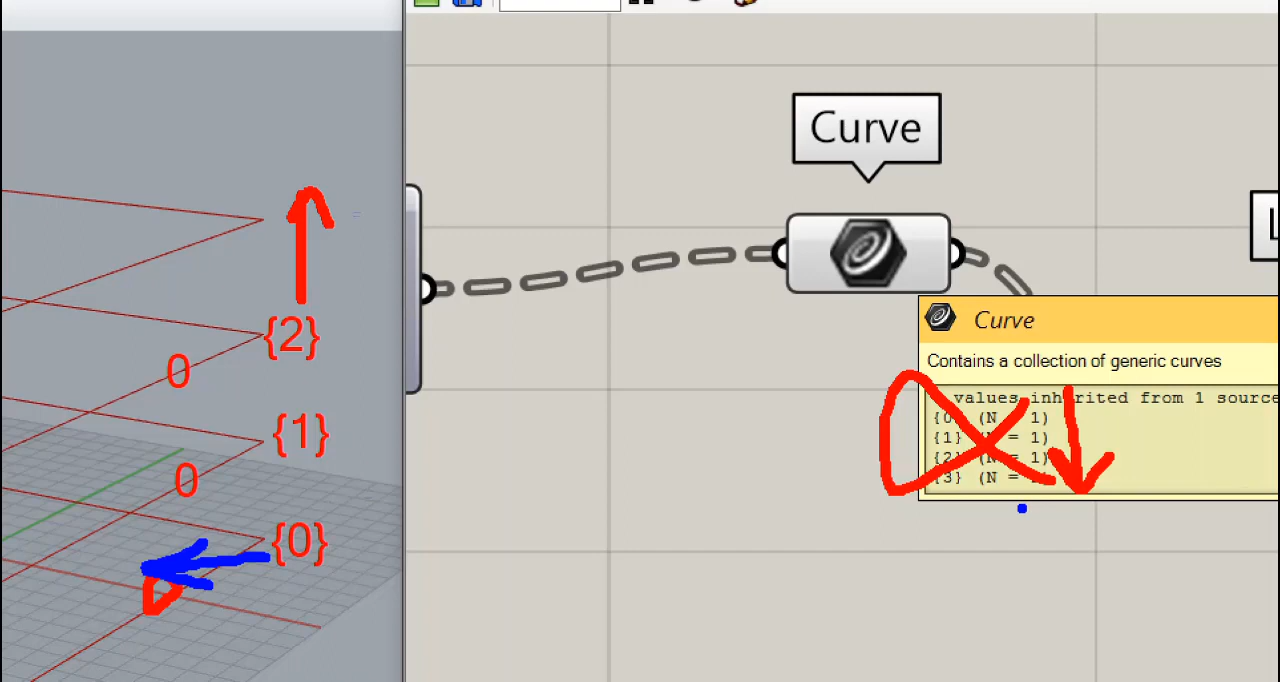 Curve
{2}
0
{1}
0
{0}
Curve
Contains a collection of generic curves
values inherited from 1 source
{0} (N = 1)
{1} (N = 1)
{2} (N = 1)
{3} (N =